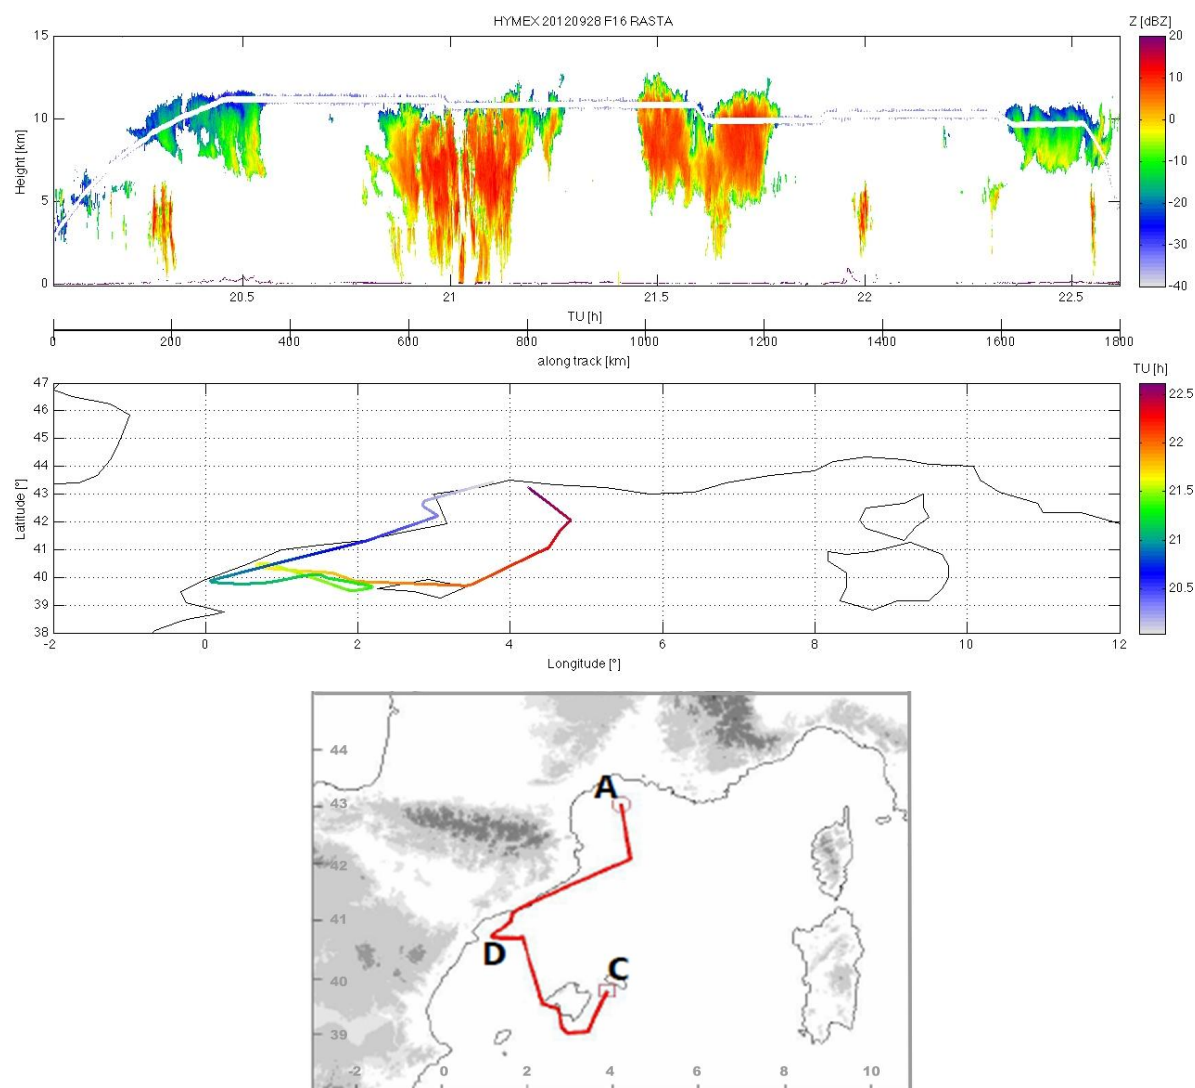 HYMEX 20120928 F16 RASTA
Z [dBZ]
15
10
5
0
Height [km]
20
10
0
-10
-20
-30
-40
20.5 21 21.5 22 22.5
TU [h]
0 200 400 600 800 1000 1200 1400 1600 1800
along track [km]
TU [h]
47
46
45
44
43
42
41
40
39
38
Latitude [°]
22.5
22
21.5
21
20.5
-2 0 2 4 6 8 10 12
Longitude [°]
44
43
42
41
40
39
A
D
C
-2 0 2 4 6 8 10